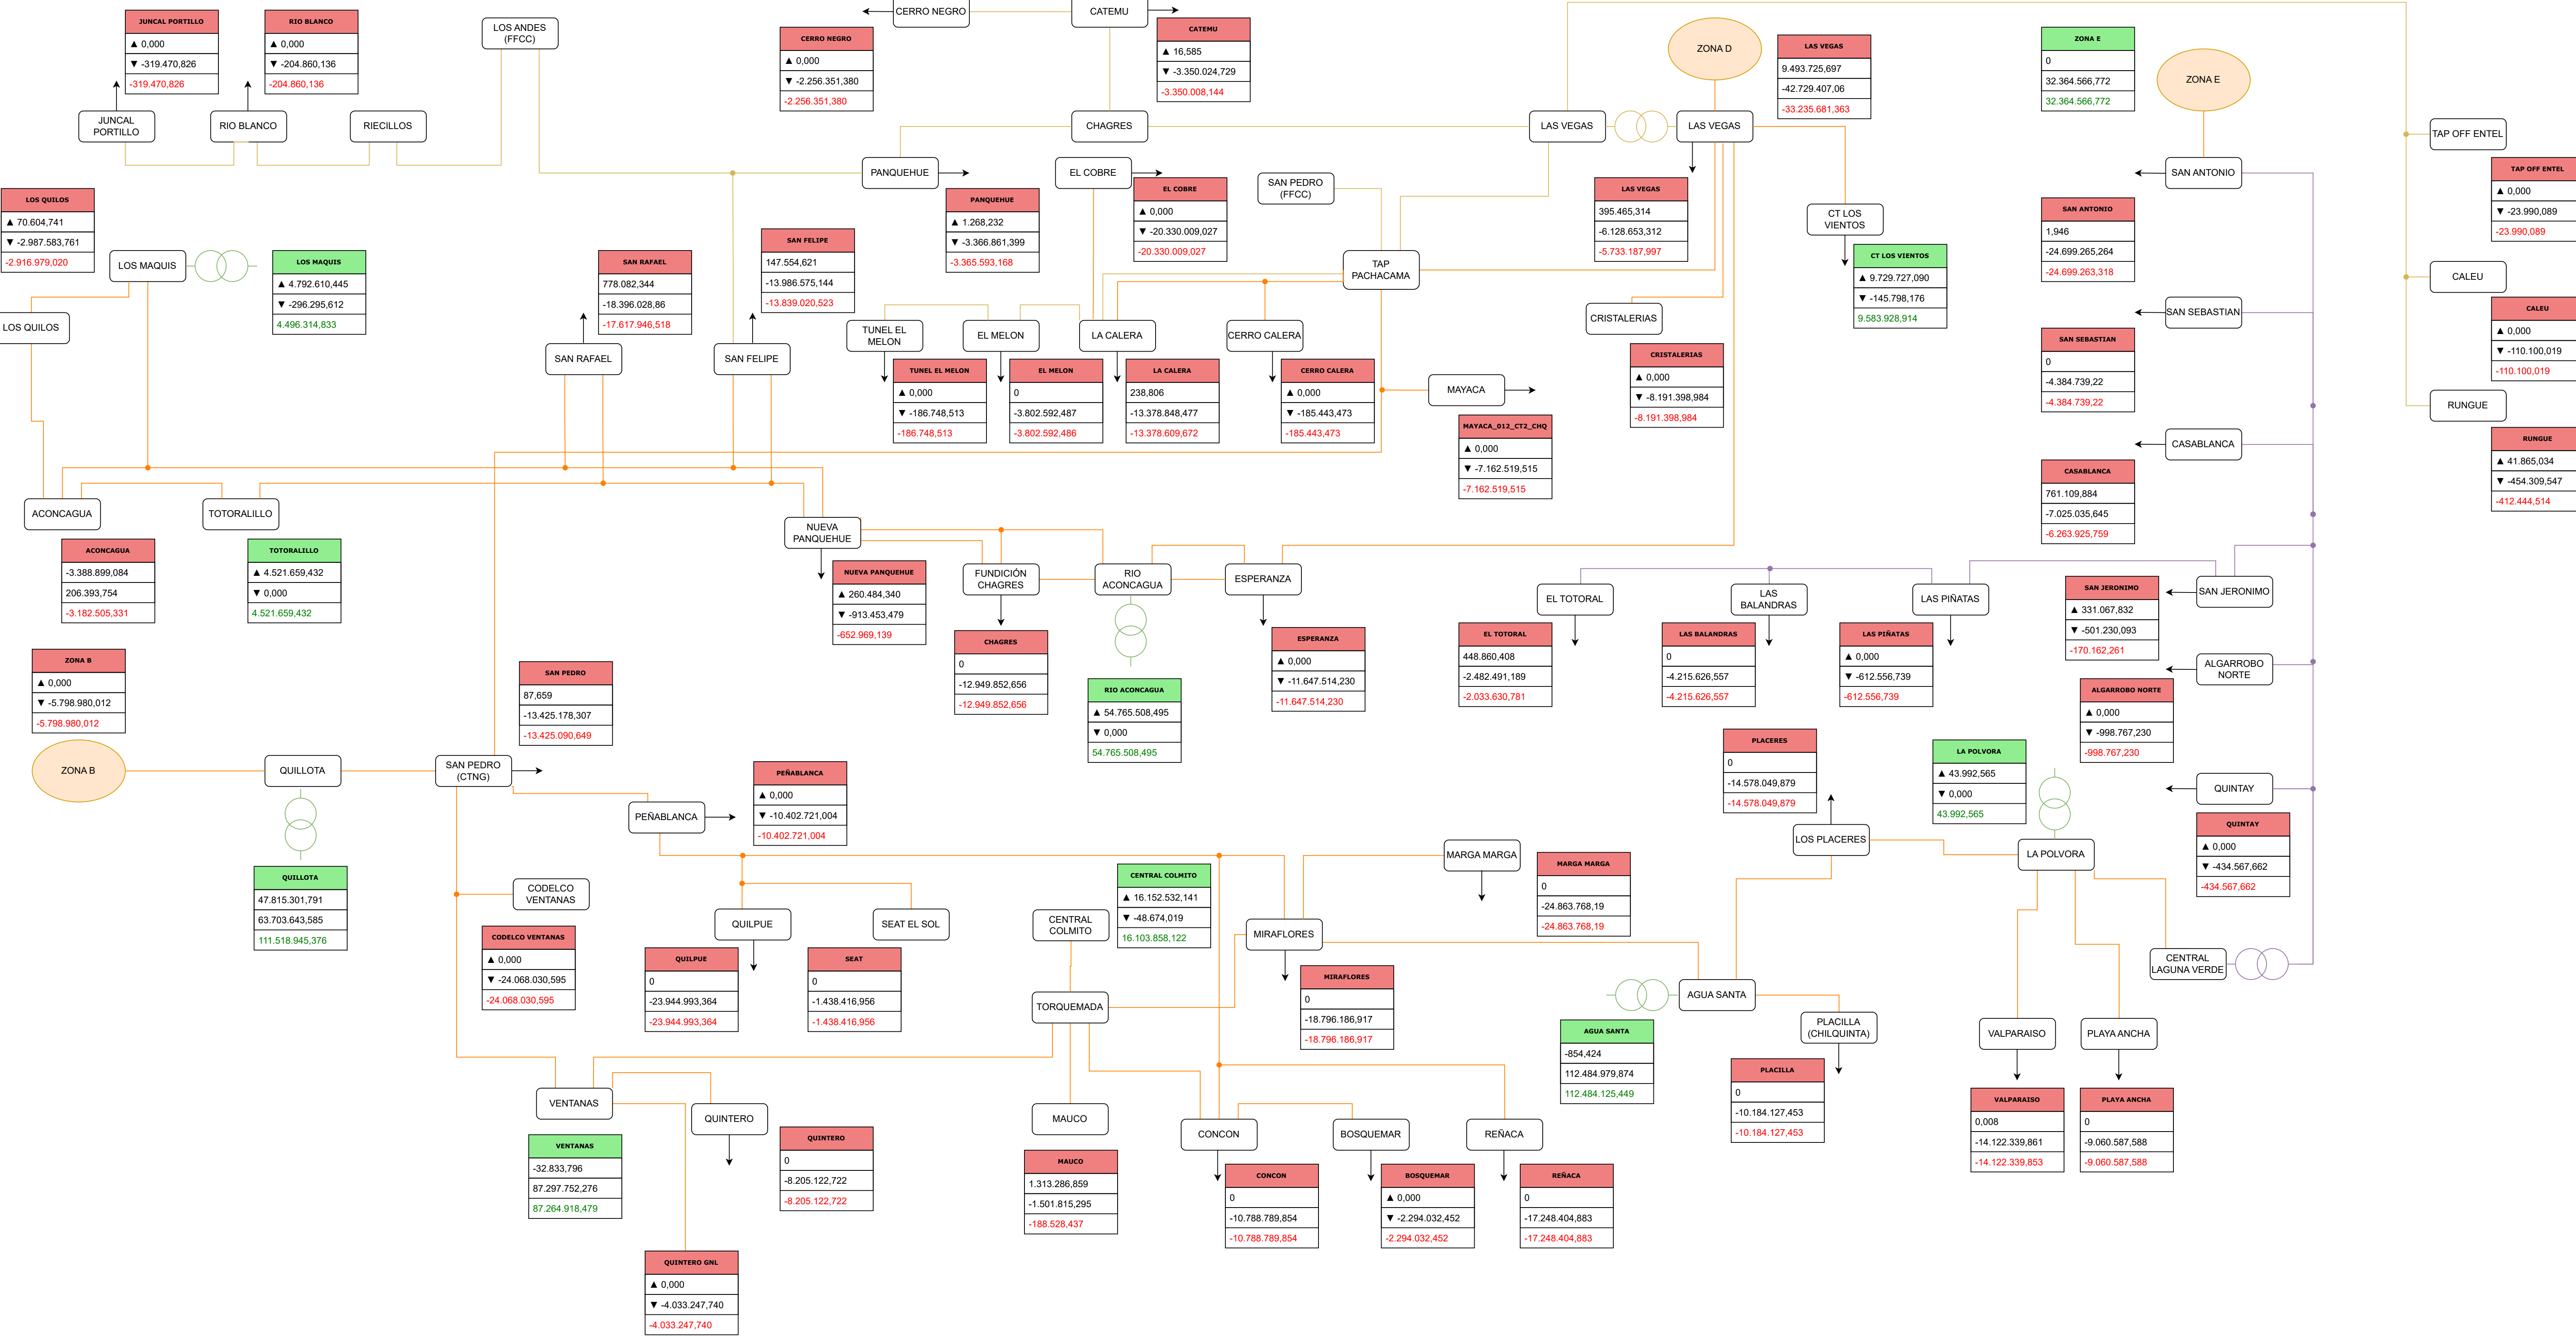 JUNCAL PORTILLO
▲ 0,000
▼ -319.470,826
-319.470,826
RIO BLANCO
▲ 0,000
▼ -204.860,136
-204.860,136
LOS ANDES
(FFCC)
CERRO NEGRO
CATEMU
CERRO NEGRO
▲ 0,000
▼ -2.256.351,380
-2.256.351,380
CATEMU
▲ 16,585
▼ -3.350.024,729
-3.350.008,144
ZONA D
LAS VEGAS
9.493.725,697
-42.729.407,06
-33.235.681,363
ZONA E
0
32.364.566,772
32.364.566,772
ZONA E
JUNCAL
PORTILLO
RIO BLANCO
RIECILLOS
CHAGRES
LAS VEGAS
LAS VEGAS
TAP OFF ENTEL
TAP OFF ENTEL
▲ 0,000
▼ -23.990,089
-23.990,089
PANQUEHUE
EL COBRE
SAN PEDRO
(FFCC)
SAN ANTONIO
LOS QUILOS
▲ 70.604,741
▼ -2.987.583,761
-2.916.979,020
PANQUEHUE
▲ 1.268,232
▼ -3.366.861,399
-3.365.593,168
EL COBRE
▲ 0,000
▼ -20.330.009,027
-20.330.009,027
LAS VEGAS
395.465,314
-6.128.653,312
-5.733.187,997
CT LOS
VIENTOS
SAN ANTONIO
1,946
-24.699.265,264
-24.699.263,318
LOS MAQUIS
LOS MAQUIS
▲ 4.792.610,445
▼ -296.295,612
4.496.314,833
SAN RAFAEL
778.082,344
-18.396.028,86
-17.617.946,518
SAN FELIPE
147.554,621
-13.986.575,144
-13.839.020,523
TAP
PACHACAMA
CT LOS VIENTOS
▲ 9.729.727,090
▼ -145.798,176
9.583.928,914
CALEU
CALEU
▲ 0,000
▼ -110.100,019
-110.100,019
LOS QUILOS
SAN RAFAEL
SAN FELIPE
TUNEL EL
MELON
EL MELON
LA CALERA
CERRO CALERA
CRISTALERIAS
SAN SEBASTIAN
SAN SEBASTIAN
0
-4.384.739,22
-4.384.739,22
TUNEL EL MELON
▲ 0,000
▼ -186.748,513
-186.748,513
EL MELON
0
-3.802.592,487
-3.802.592,486
LA CALERA
238,806
-13.378.848,477
-13.378.609,672
CERRO CALERA
▲ 0,000
▼ -185.443,473
-185.443,473
MAYACA
CRISTALERIAS
▲ 0,000
▼ -8.191.398,984
-8.191.398,984
MAYACA_012_CT2_CHQ
▲ 0,000
▼ -7.162.519,515
-7.162.519,515
CASABLANCA
CASABLANCA
761.109,884
-7.025.035,645
-6.263.925,759
RUNGUE
RUNGUE
▲ 41.865,034
▼ -454.309,547
-412.444,514
ACONCAGUA
TOTORALILLO
NUEVA
PANQUEHUE
ACONCAGUA
-3.388.899,084
206.393,754
-3.182.505,331
TOTORALILLO
▲ 4.521.659,432
▼ 0,000
4.521.659,432
NUEVA PANQUEHUE
▲ 260.484,340
▼ -913.453,479
-652.969,139
FUNDICIÓN
CHAGRES
RIO
ACONCAGUA
ESPERANZA
EL TOTORAL
LAS
BALANDRAS
LAS PIÑATAS
SAN JERONIMO
▲ 331.067,832
▼ -501.230,093
-170.162,261
SAN JERONIMO
CHAGRES
0
-12.949.852,656
-12.949.852,656
RIO ACONCAGUA
▲ 54.765.508,495
▼ 0,000
54.765.508,495
ESPERANZA
▲ 0,000
▼ -11.647.514,230
-11.647.514,230
EL TOTORAL
448.860,408
-2.482.491,189
-2.033.630,781
LAS BALANDRAS
0
-4.215.626,557
-4.215.626,557
LAS PIÑATAS
▲ 0,000
▼ -612.556,739
-612.556,739
ALGARROBO
NORTE
ALGARROBO NORTE
▲ 0,000
▼ -998.767,230
-998.767,230
ZONA B
▲ 0,000
▼ -5.798.980,012
-5.798.980,012
SAN PEDRO
87,659
-13.425.178,307
-13.425.090,649
ZONA B
QUILLOTA
SAN PEDRO
(CTNG)
PEÑABLANCA
PEÑABLANCA
▲ 0,000
▼ -10.402.721,004
-10.402.721,004
PLACERES
0
-14.578.049,879
-14.578.049,879
LA POLVORA
▲ 43.992,565
▼ 0,000
43.992,565
QUINTAY
QUINTAY
▲ 0,000
▼ -434.567,662
-434.567,662
LOS PLACERES
LA POLVORA
QUILLOTA
47.815.301,791
63.703.643,585
111.518.945,376
CODELCO
VENTANAS
CODELCO VENTANAS
▲ 0,000
▼ -24.068.030,595
-24.068.030,595
QUILPUE
SEAT EL SOL
QUILPUE
0
-23.944.993,364
-23.944.993,364
SEAT
0
-1.438.416,956
-1.438.416,956
CENTRAL
COLMITO
CENTRAL COLMITO
▲ 16.152.532,141
▼ -48.674,019
16.103.858,122
MARGA MARGA
MARGA MARGA
0
-24.863.768,19
-24.863.768,19
MIRAFLORES
MIRAFLORES
0
-18.796.186,917
-18.796.186,917
CENTRAL
LAGUNA VERDE
TORQUEMADA
AGUA SANTA
AGUA SANTA
-854,424
112.484.979,874
112.484.125,449
PLACILLA
(CHILQUINTA)
PLACILLA
0
-10.184.127,453
-10.184.127,453
VALPARAISO
PLAYA ANCHA
VALPARAISO
0,008
-14.122.339,861
-14.122.339,853
PLAYA ANCHA
0
-9.060.587,588
-9.060.587,588
VENTANAS
QUINTERO
MAUCO
CONCON
BOSQUEMAR
REÑACA
VENTANAS
-32.833,796
87.297.752,276
87.264.918,479
QUINTERO
0
-8.205.122,722
-8.205.122,722
MAUCO
1.313.286,859
-1.501.815,295
-188.528,437
CONCON
0
-10.788.789,854
-10.788.789,854
BOSQUEMAR
▲ 0,000
▼ -2.294.032,452
-2.294.032,452
REÑACA
0
-17.248.404,883
-17.248.404,883
QUINTERO GNL
▲ 0,000
▼ -4.033.247,740
-4.033.247,740